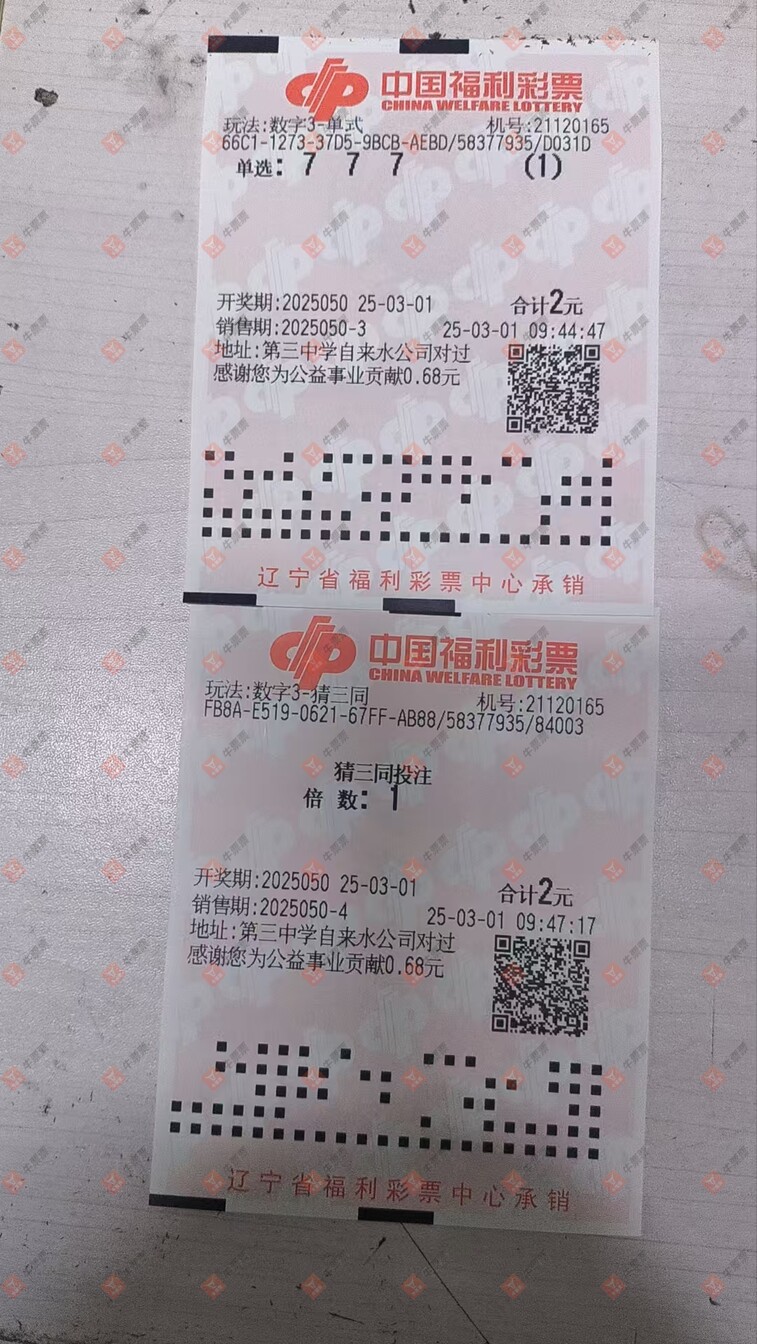 中国福利彩票
CHINA WELFARE LOTTERY
玩法:数字3-单式 机号:21120165
66C1-1273-37D5-9BCB-AEBD/58377935/D031D
单选: 7 7 7 (1)
开奖期:2025050 25-03-01 合计2元
销售期:2025050-3 25-03-01 09:44:47
地址:第三中学自来水公司对过
感谢您为公益事业贡献0.68元
辽宁省福利彩票中心承销
中国福利彩票
CHINA WELFARE LOTTERY
玩法:数字3-猜三同 机号:21120165
FB8A-E519-0621-67FF-AB88/58377935/84003
猜三同投注
倍 数: 1
开奖期:2025050 25-03-01 合计2元
销售期:2025050-4 25-03-01 09:47:17
地址:第三中学自来水公司对过
感谢您为公益事业贡献0.68元
辽宁省福利彩票中心承销